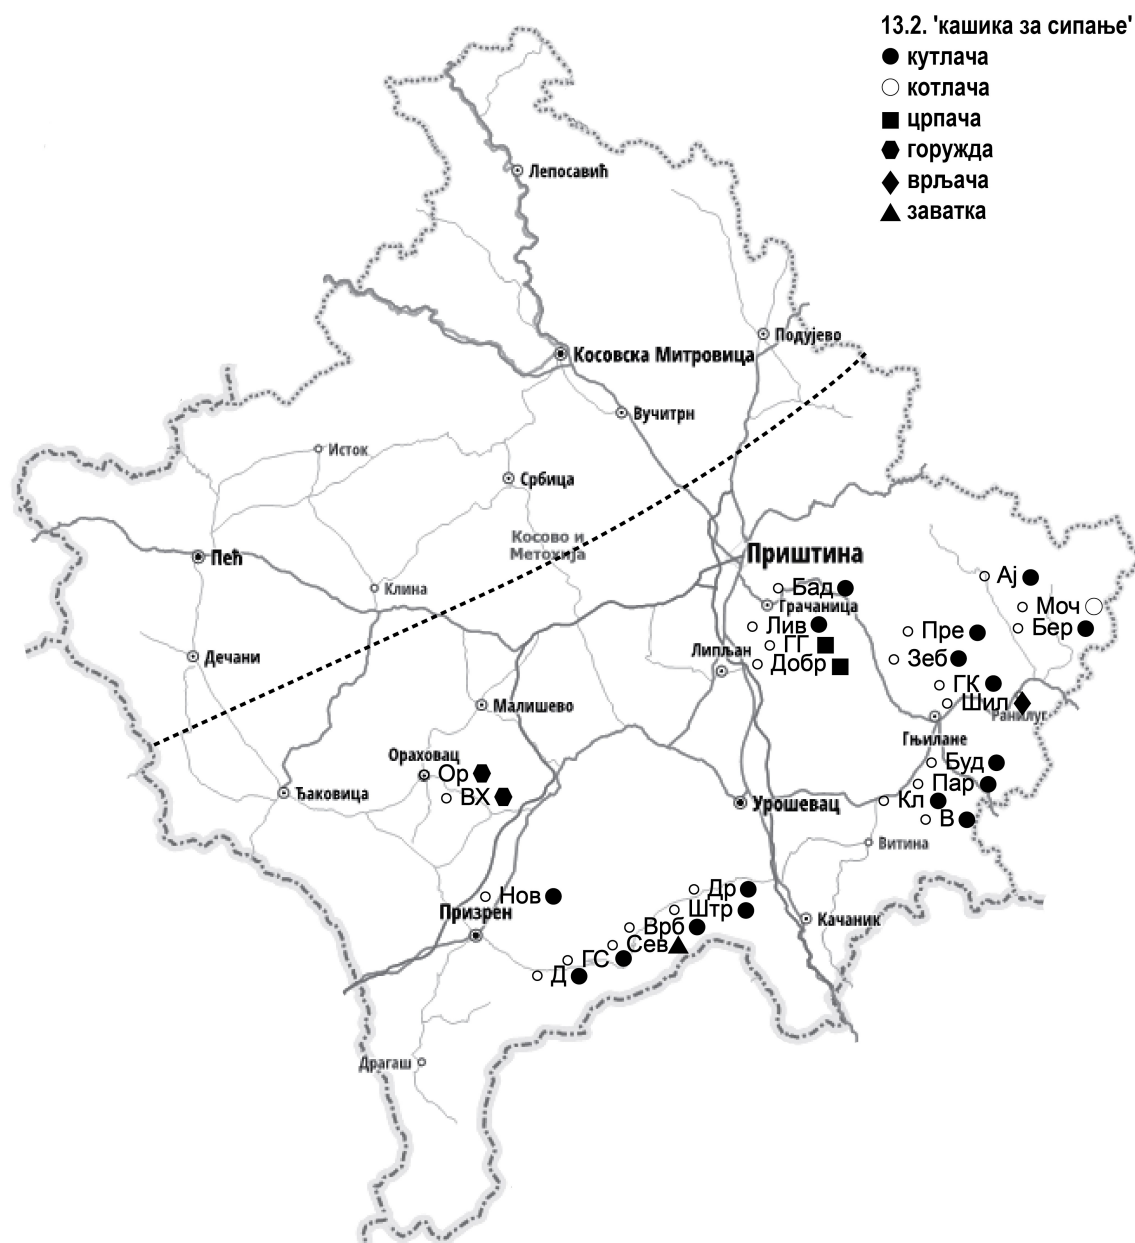 13.2. 'кашика за сипање'
кутлача
котлача
црпача
горужда
врљача
заватка
Лепосавић
Подујево
Косовска Митровица
Вучитрн
Исток
Србица
Косово и
Метохија
Приштина
Пећ
Клина
Ај
Бад
Грачаница
Моч
Лив
Бер
Пре
ГГ
Липљан
Добр
Зеб
Дечани
ГК
Шил
Ранилуг
Малишево
Гњилане
Ораховац
Ор
Буд
Ђаковица
ВХ
Пар
Кл
Урошевац
В
Витина
Нов
Др
Призрен
Штр
Качаник
Врб
Сев
ГС
Д
Драгаш